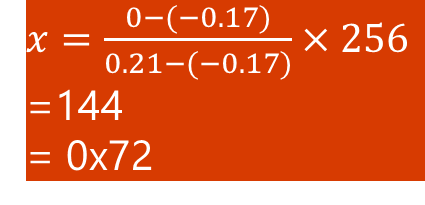 x = 0−(−0.17) / 0.21−(−0.17) × 256
=144
= 0x72